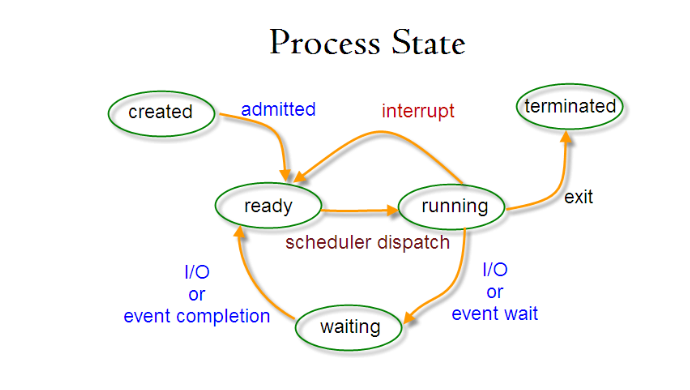 Process State
created
admitted
interrupt
terminated
ready
running
exit
scheduler dispatch
I/O
or
event completion
I/O
or
event wait
waiting